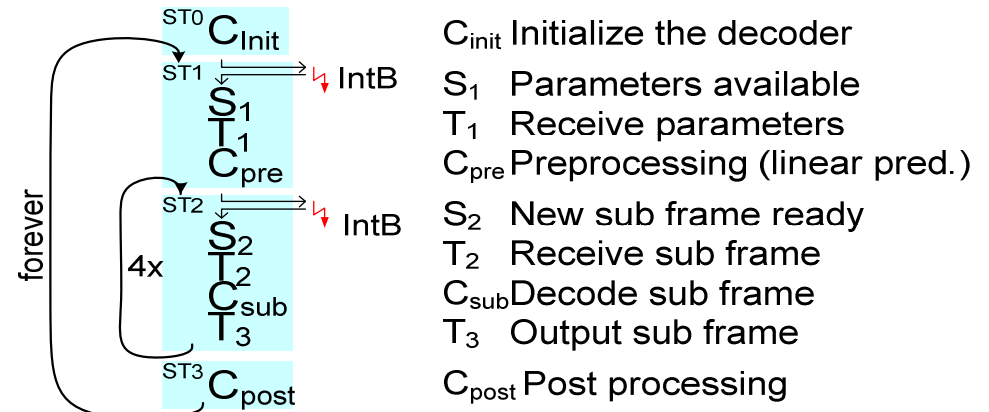 ST0 CInit
Cinit Initialize the decoder
ST1
IntB
S1
S1 Parameters available
T1
T1 Receive parameters
Cpre
Cpre Preprocessing (linear pred.)
forever
ST2
IntB
S2
S2 New sub frame ready
T2
T2 Receive sub frame
4x
Csub
Csub Decode sub frame
T3
T3 Output sub frame
ST3 Cpost
Cpost Post processing